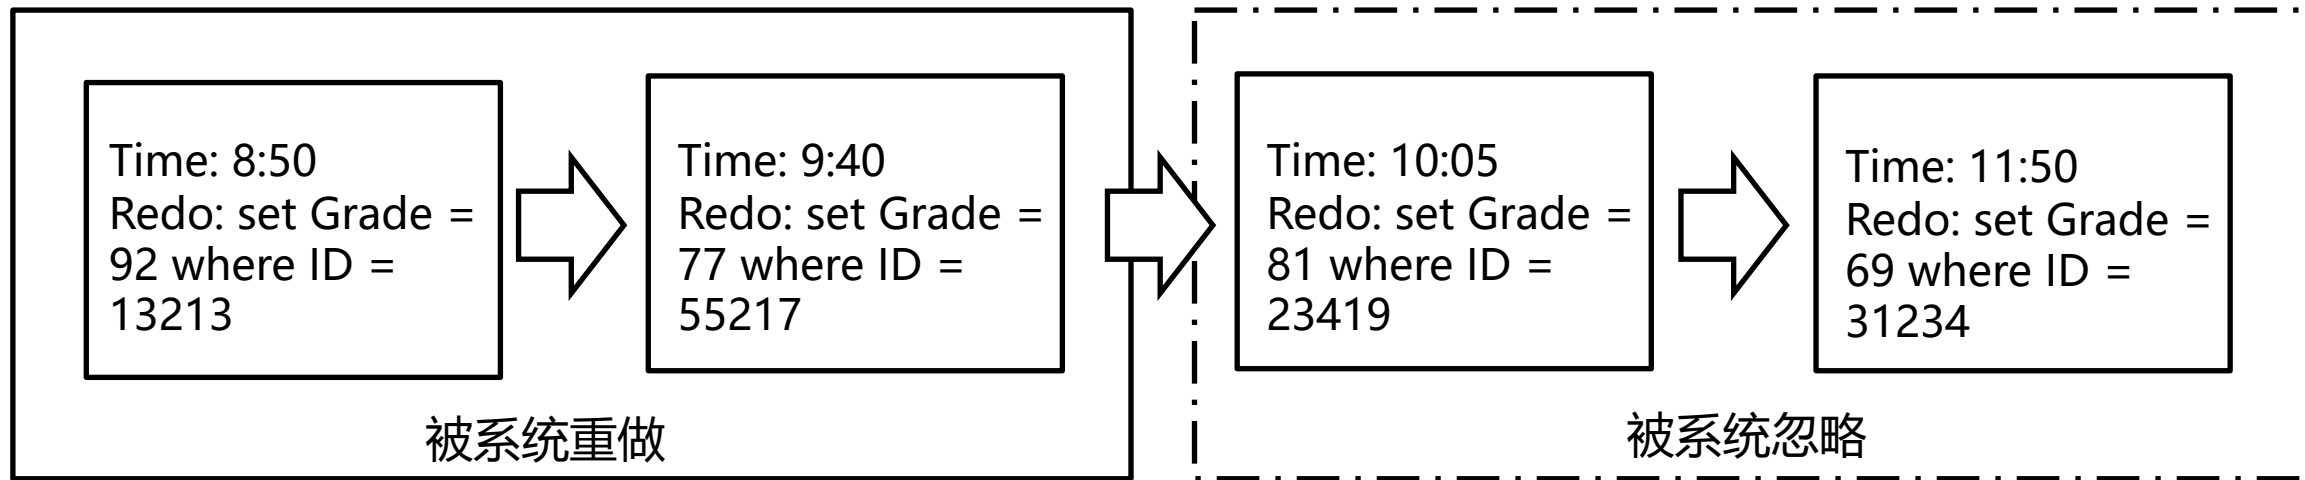 Time: 8:50
Redo: set Grade =
92 where ID =
13213
Time: 9:40
Redo: set Grade =
77 where ID =
55217
被系统重做
Time: 10:05
Redo: set Grade =
81 where ID =
23419
Time: 11:50
Redo: set Grade =
69 where ID =
31234
被系统忽略